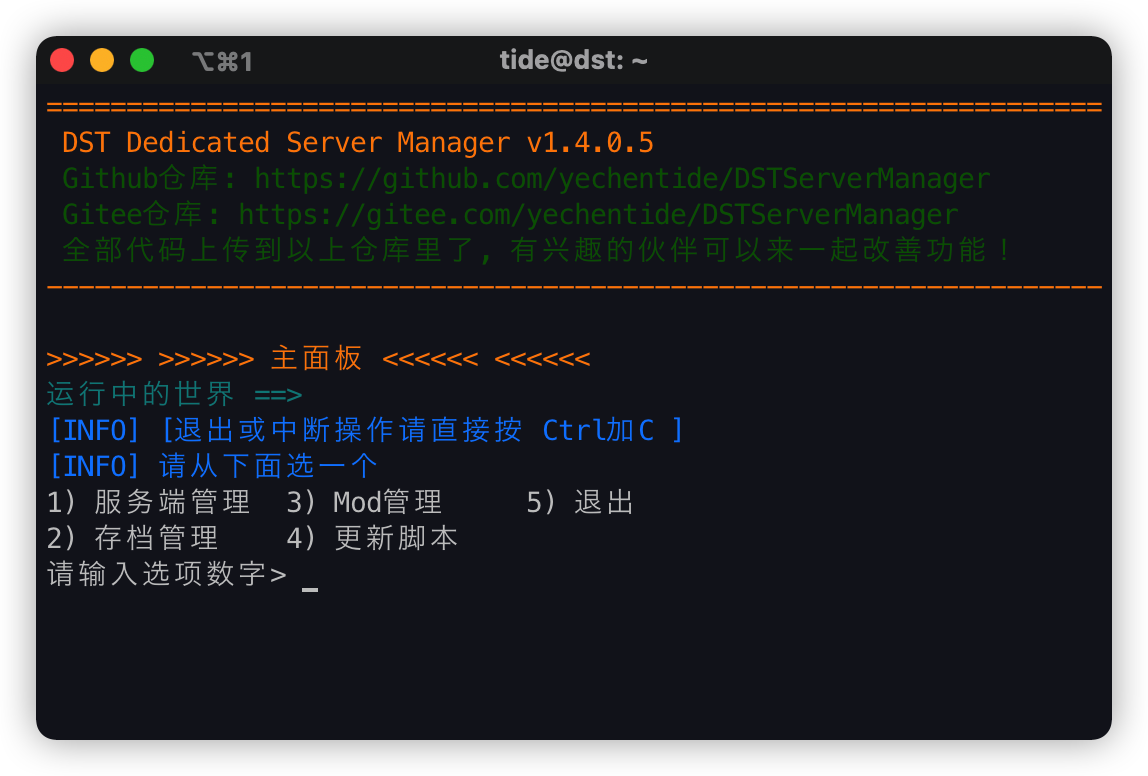 ⌥⌘1 tide@dst: ~
==================================================================
DST Dedicated Server Manager v1.4.0.5
Github仓库: https://github.com/yechentide/DSTServerManager
Gitee仓库: https://gitee.com/yechentide/DSTServerManager
全部代码上传到以上仓库里了, 有兴趣的伙伴可以来一起改善功能！
------------------------------------------------------------------
>>>>>> >>>>>> 主面板 <<<<<< <<<<<<
运行中的世界 ==>
[INFO] [退出或中断操作请直接按 Ctrl加C ]
[INFO] 请从下面选一个
1) 服务端管理  3) Mod管理     5) 退出
2) 存档管理    4) 更新脚本
请输入选项数字> _